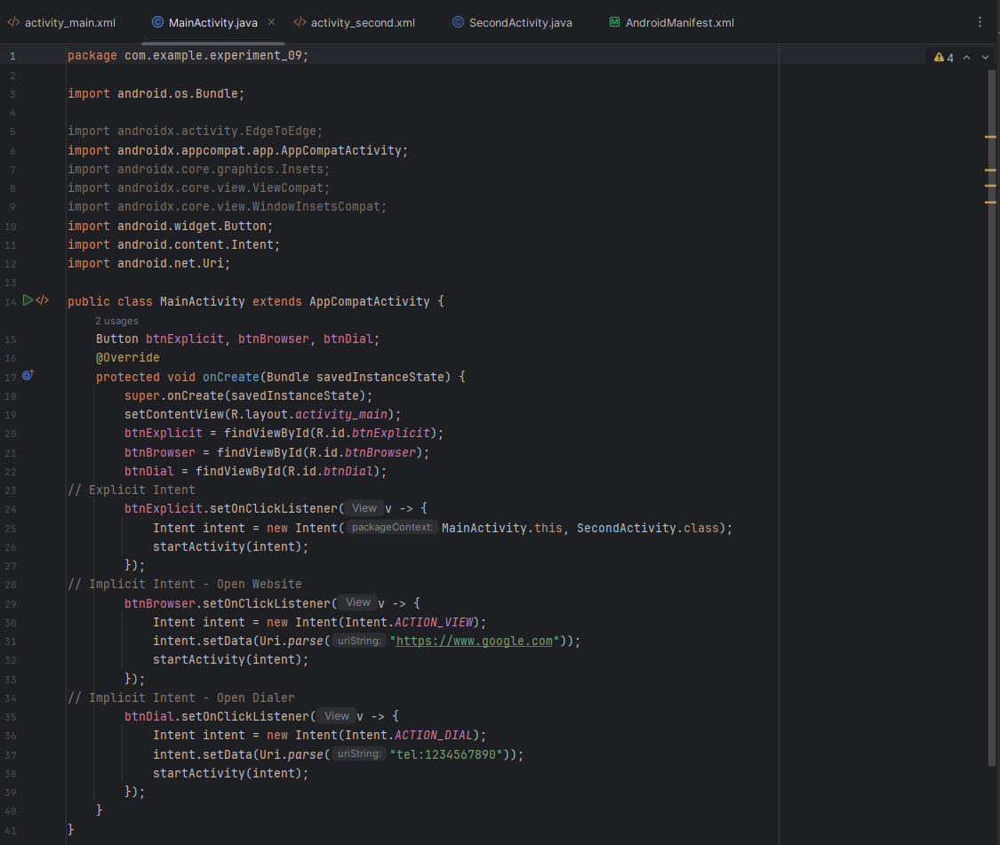 </> activity_main.xml   © MainActivity.java ×   </> activity_second.xml   © SecondActivity.java   M AndroidManifest.xml
4
1 package com.example.experiment_09;
2
3 import android.os.Bundle;
4
5 import androidx.activity.EdgeToEdge;
6 import androidx.appcompat.app.AppCompatActivity;
7 import androidx.core.graphics.Insets;
8 import androidx.core.view.ViewCompat;
9 import androidx.core.view.WindowInsetsCompat;
10 import android.widget.Button;
11 import android.content.Intent;
12 import android.net.Uri;
13
14 </> public class MainActivity extends AppCompatActivity {
2 usages
15     Button btnExplicit, btnBrowser, btnDial;
16     @Override
17     protected void onCreate(Bundle savedInstanceState) {
18         super.onCreate(savedInstanceState);
19         setContentView(R.layout.activity_main);
20         btnExplicit = findViewById(R.id.btnExplicit);
21         btnBrowser = findViewById(R.id.btnBrowser);
22         btnDial = findViewById(R.id.btnDial);
23 // Explicit Intent
24         btnExplicit.setOnClickListener( View v -> {
25             Intent intent = new Intent( packageContext: MainActivity.this, SecondActivity.class);
26             startActivity(intent);
27         });
28 // Implicit Intent - Open Website
29         btnBrowser.setOnClickListener( View v -> {
30             Intent intent = new Intent(Intent.ACTION_VIEW);
31             intent.setData(Uri.parse( uriString: "https://www.google.com"));
32             startActivity(intent);
33         });
34 // Implicit Intent - Open Dialer
35         btnDial.setOnClickListener( View v -> {
36             Intent intent = new Intent(Intent.ACTION_DIAL);
37             intent.setData(Uri.parse( uriString: "tel:1234567890"));
38             startActivity(intent);
39         });
40     }
41 }